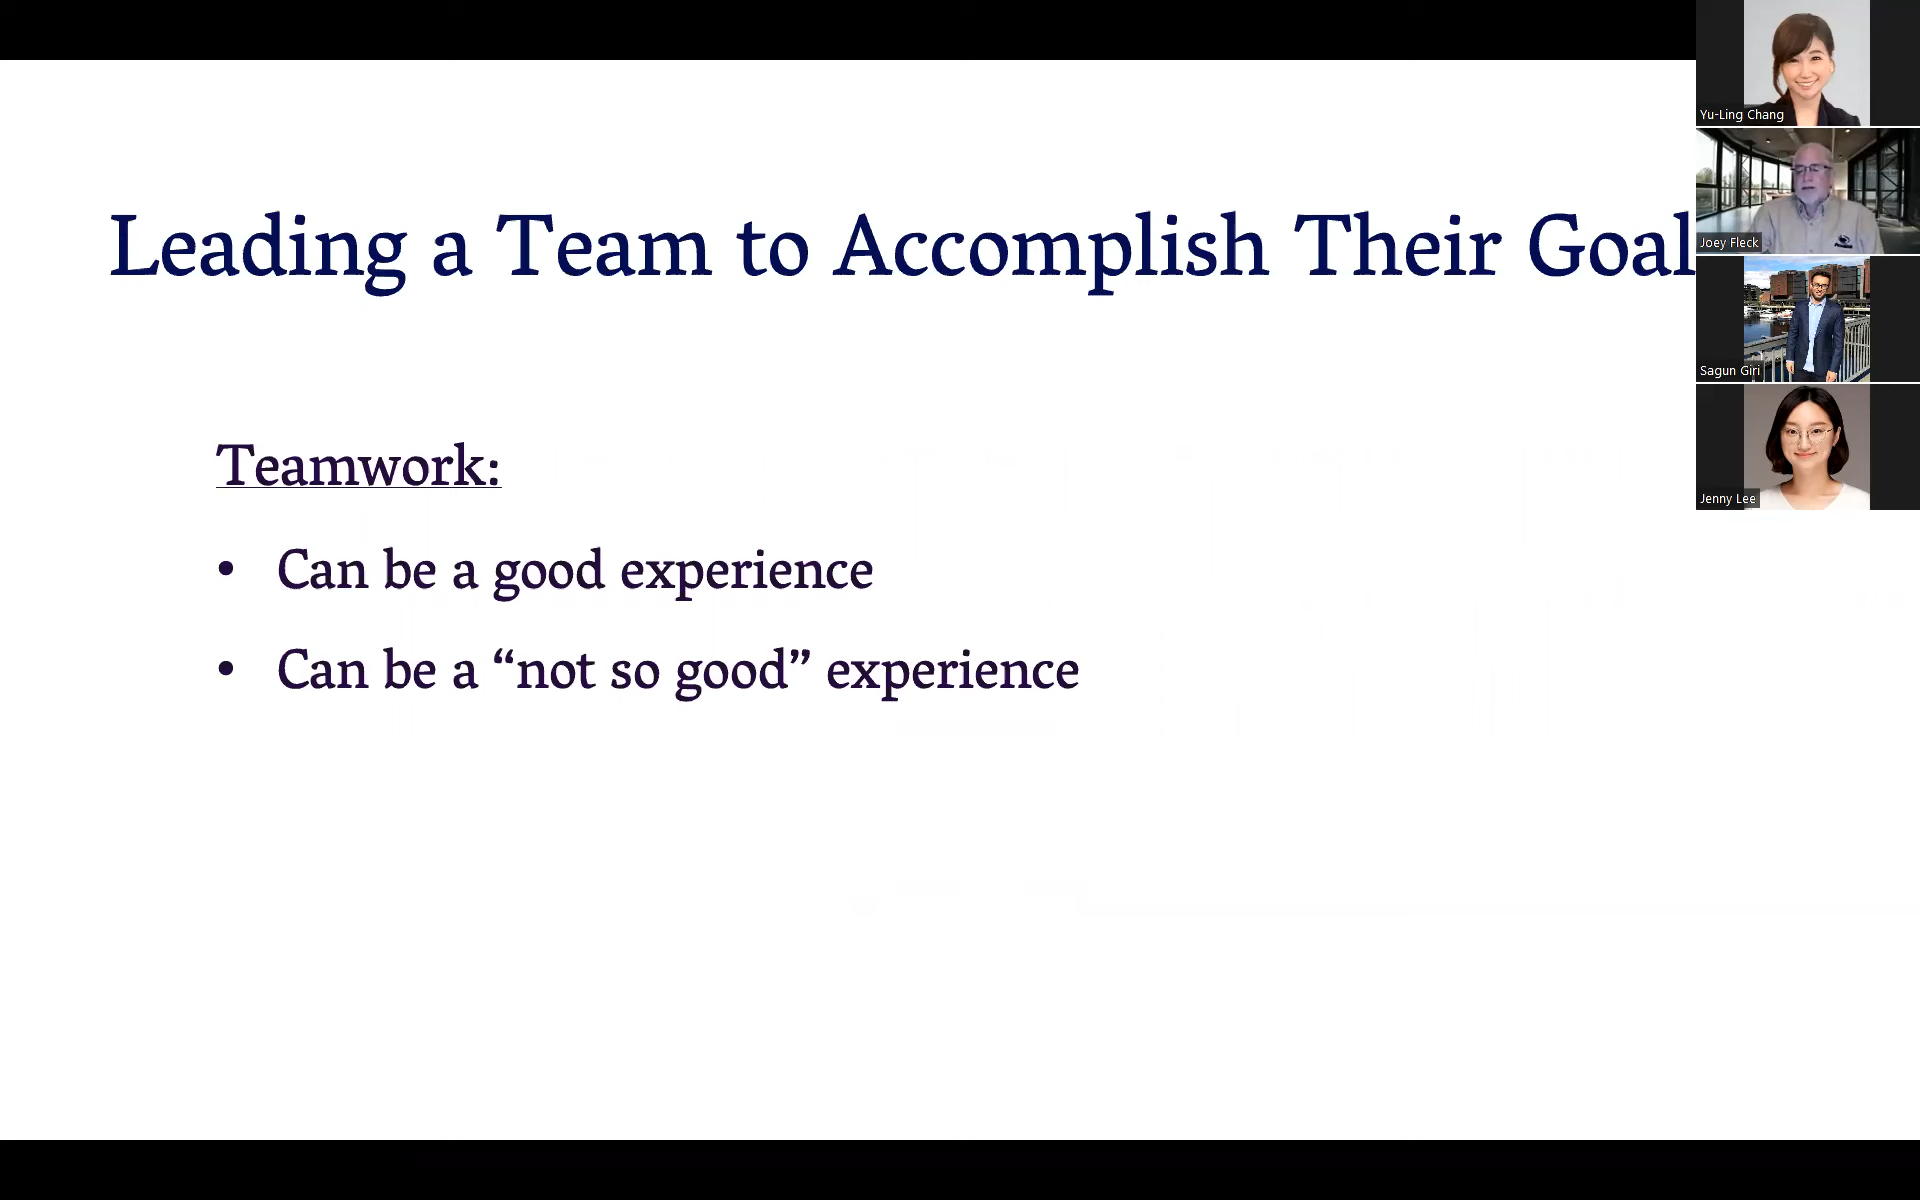 Leading a Team to Accomplish Their Goal
Teamwork:
• Can be a good experience
• Can be a “not so good” experience
Yu-Ling Chang
Joey Fleck
Sagun Giri
Jenny Lee